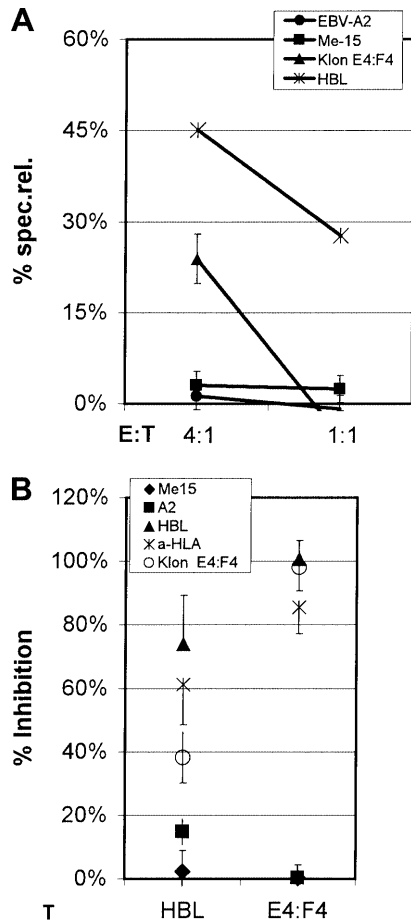 A
60%
EBV-A2
Me-15
Klon E4:F4
HBL
45%
30%
15%
0%
% spec.rel.
E:T 4:1 1:1
B
120%
Me15
A2
HBL
a-HLA
Klon E4:F4
100%
80%
60%
40%
20%
0%
% Inhibition
T HBL E4:F4